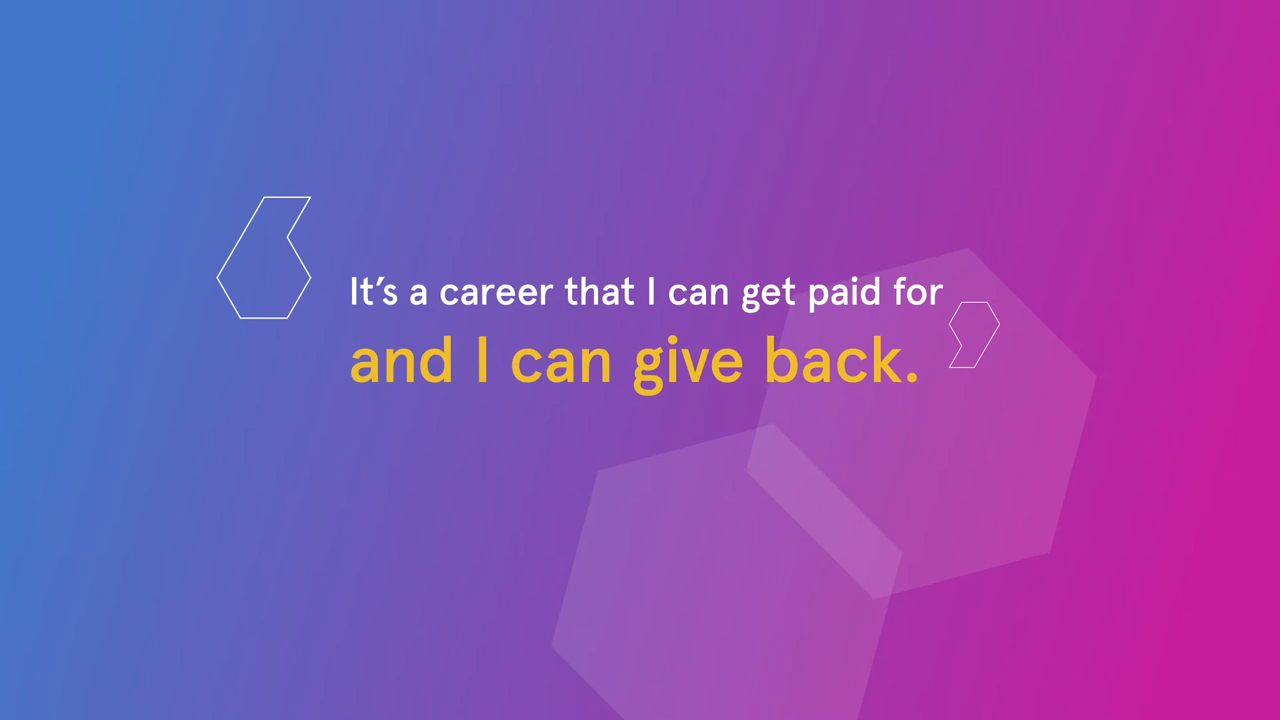 It’s a career that I can get paid for
and I can give back.